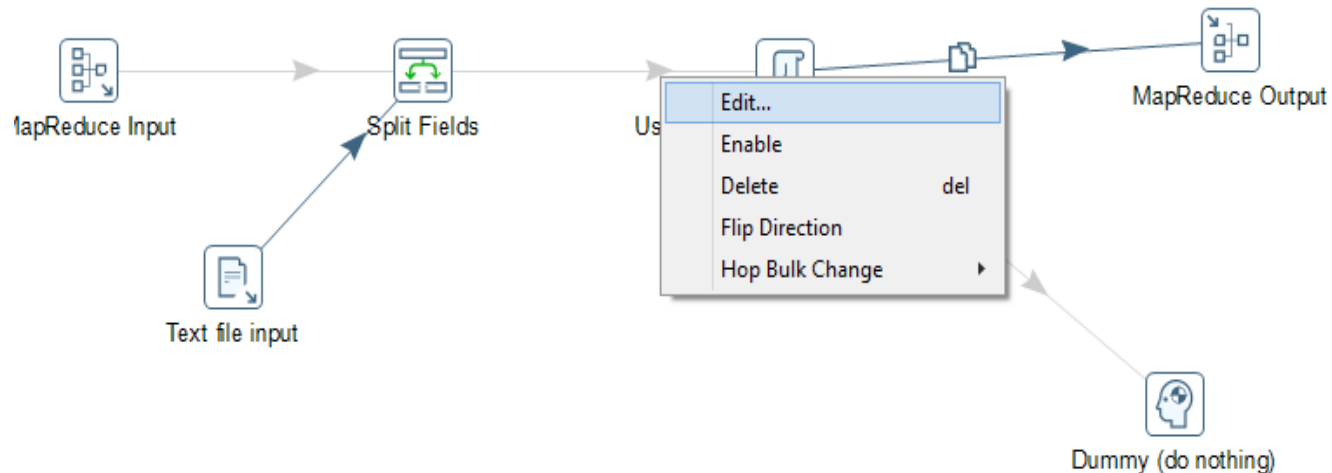 MapReduce Output
MapReduce Input
Split Fields
Us
Edit...
Enable
Delete del
Flip Direction
Hop Bulk Change
Text file input
Dummy (do nothing)